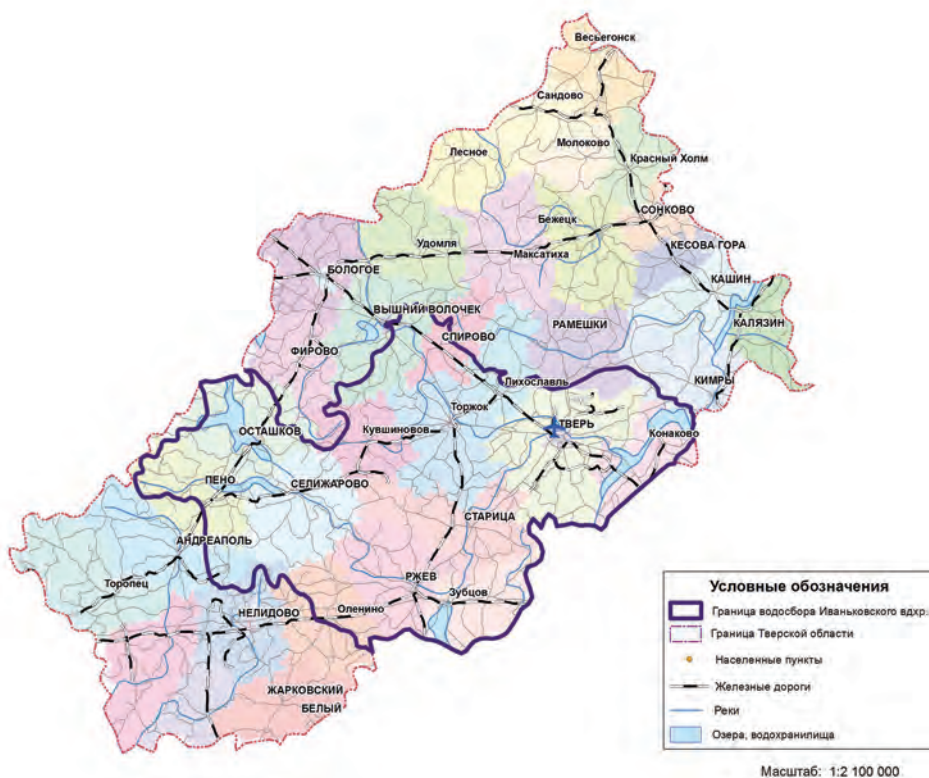 Весьегонск
Сандово
Молоково
Лесное
Красный Холм
СОНКОВО
Бежецк
КЕСОВА ГОРА
Удомля
Максатиха
БОЛОГОЕ
КАШИН
ВЫШНИЙ ВОЛОЧЕК
РАМЕШКИ
КАЛЯЗИН
СПИРОВО
ФИРОВО
КИМРЫ
Лихославль
Торжок
ТВЕРЬ
ОСТАШКОВ
Кувшиновов
Конаково
ПЕНО
СЕЛИЖАРОВО
СТАРИЦА
АНДРЕАПОЛЬ
Торопец
РЖЕВ
Зубцов
НЕЛИДОВО
Оленино
ЖАРКОВСКИЙ
БЕЛЫЙ
Условные обозначения
Граница водосбора Иваньковского вдхр.
Граница Тверской области
Населенные пункты
Железные дороги
Реки
Озера, водохранилища
Масштаб: 1:2 100 000